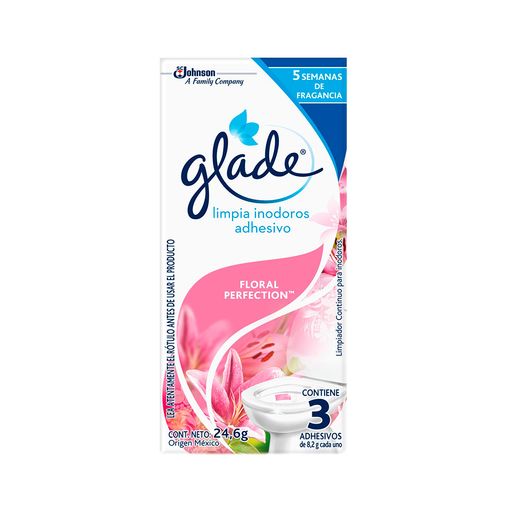 SC Johnson
A Family Company
5 SEMANAS
DE
FRAGANCIA
glade®
limpia inodoros
adhesivo
FLORAL
PERFECTION™
LEA ATENTAMENTE EL RÓTULO ANTES DE USAR EL PRODUCTO
Limpiador Continuo para inodoros.
CONTIENE
3
ADHESIVOS
de 8,2g cada uno
CONT. NETO: 24,6g
Origen México